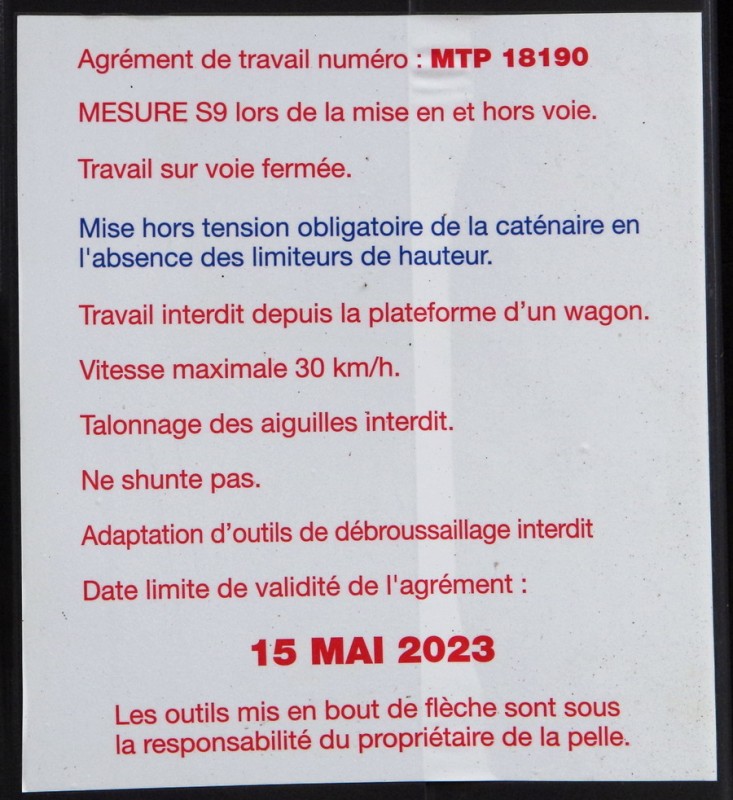 Agrément de travail numéro : MTP 18190
MESURE S9 lors de la mise en et hors voie.
Travail sur voie fermée.
Mise hors tension obligatoire de la caténaire en
l'absence des limiteurs de hauteur.
Travail interdit depuis la plateforme d'un wagon.
Vitesse maximale 30 km/h.
Talonnage des aiguilles interdit.
Ne shunte pas.
Adaptation d'outils de débroussaillage interdit
Date limite de validité de l'agrément :
15 MAI 2023
Les outils mis en bout de flèche sont sous
la responsabilité du propriétaire de la pelle.